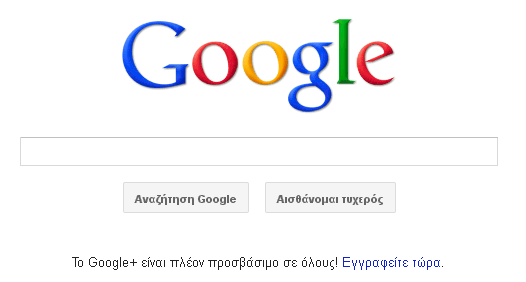 Google
Αναζήτηση Google Αισθάνομαι τυχερός
Το Google+ είναι πλέον προσβάσιμο σε όλους! Εγγραφείτε τώρα.